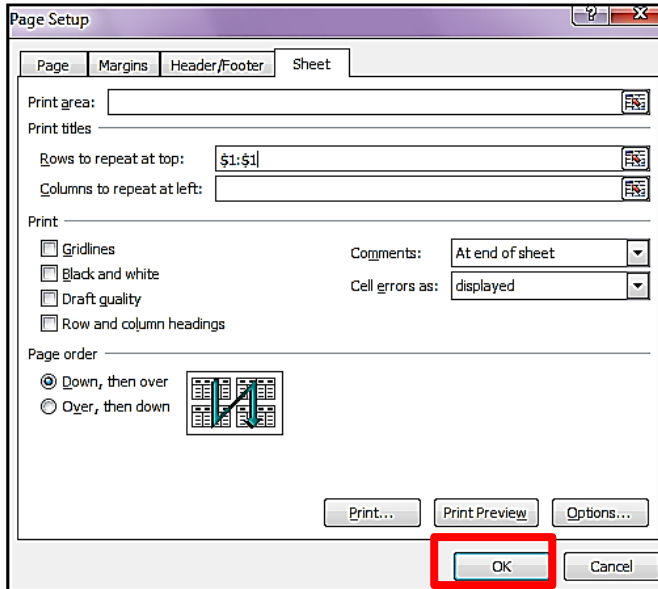 Page Setup
Page Margins Header/Footer Sheet
Print area:
Print titles
Rows to repeat at top: $1:$1
Columns to repeat at left:
Print
Gridlines Comments: At end of sheet
Black and white Cell errors as: displayed
Draft quality
Row and column headings
Page order
Down, then over
Over, then down
Print... Print Preview Options...
OK Cancel